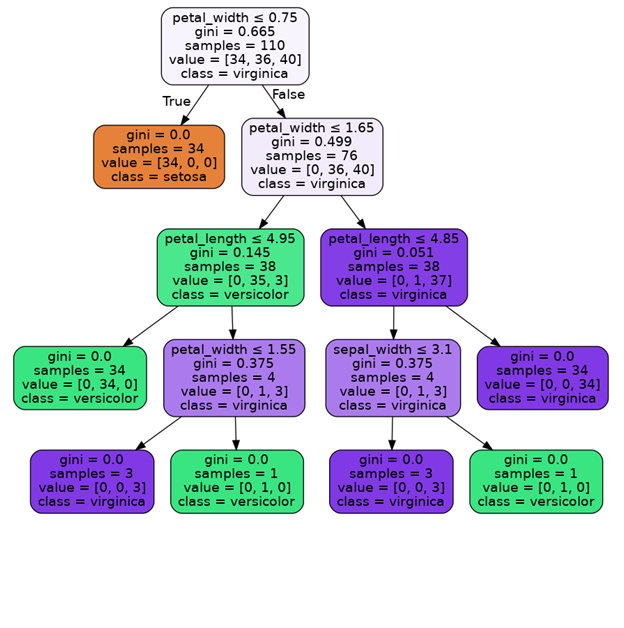 petal_width ≤ 0.75
gini = 0.665
samples = 110
value = [34, 36, 40]
class = virginica
True
False
gini = 0.0
samples = 34
value = [34, 0, 0]
class = setosa
petal_width ≤ 1.65
gini = 0.499
samples = 76
value = [0, 36, 40]
class = virginica
petal_length ≤ 4.95
gini = 0.145
samples = 38
value = [0, 35, 3]
class = versicolor
petal_length ≤ 4.85
gini = 0.051
samples = 38
value = [0, 1, 37]
class = virginica
gini = 0.0
samples = 34
value = [0, 34, 0]
class = versicolor
petal_width ≤ 1.55
gini = 0.375
samples = 4
value = [0, 1, 3]
class = virginica
sepal_width ≤ 3.1
gini = 0.375
samples = 4
value = [0, 1, 3]
class = virginica
gini = 0.0
samples = 34
value = [0, 0, 34]
class = virginica
gini = 0.0
samples = 3
value = [0, 0, 3]
class = virginica
gini = 0.0
samples = 1
value = [0, 1, 0]
class = versicolor
gini = 0.0
samples = 3
value = [0, 0, 3]
class = virginica
gini = 0.0
samples = 1
value = [0, 1, 0]
class = versicolor